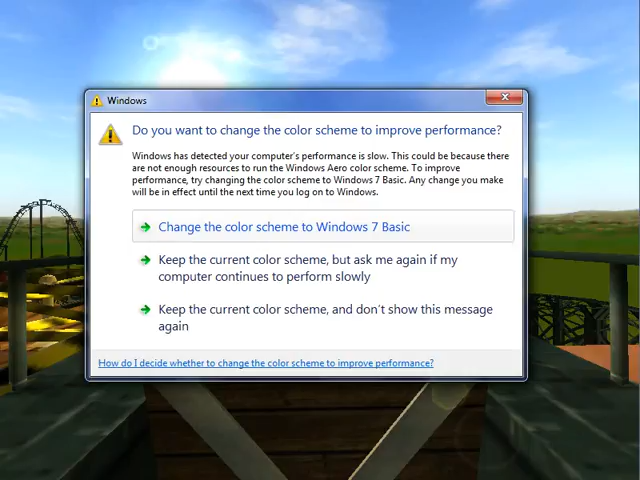 Windows
Do you want to change the color scheme to improve performance?
Windows has detected your computer's performance is slow. This could be because there
are not enough resources to run the Windows Aero color scheme. To improve
performance, try changing the color scheme to Windows 7 Basic. Any change you make
will be in effect until the next time you log on to Windows.
Change the color scheme to Windows 7 Basic
Keep the current color scheme, but ask me again if my
computer continues to perform slowly
Keep the current color scheme, and don't show this message
again
How do I decide whether to change the color scheme to improve performance?